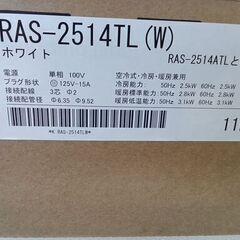 RAS-2514TL(W)
ホワイト
RAS-2514ATLと
電源 単相 100V
プラグ形状 125V-15A
接続配線 3芯 Φ2
接続配管径 Φ6.35 Φ9.52
空冷式・冷房・暖房兼用
冷房能力: 50Hz 2.5kW 60Hz 2.5kW
暖房標準能力: 50Hz 2.8kW 60Hz 2.8kW
暖房低温能力: 50Hz 3.1kW 60Hz 3.1kW
*K RAS-2514TLW*
11